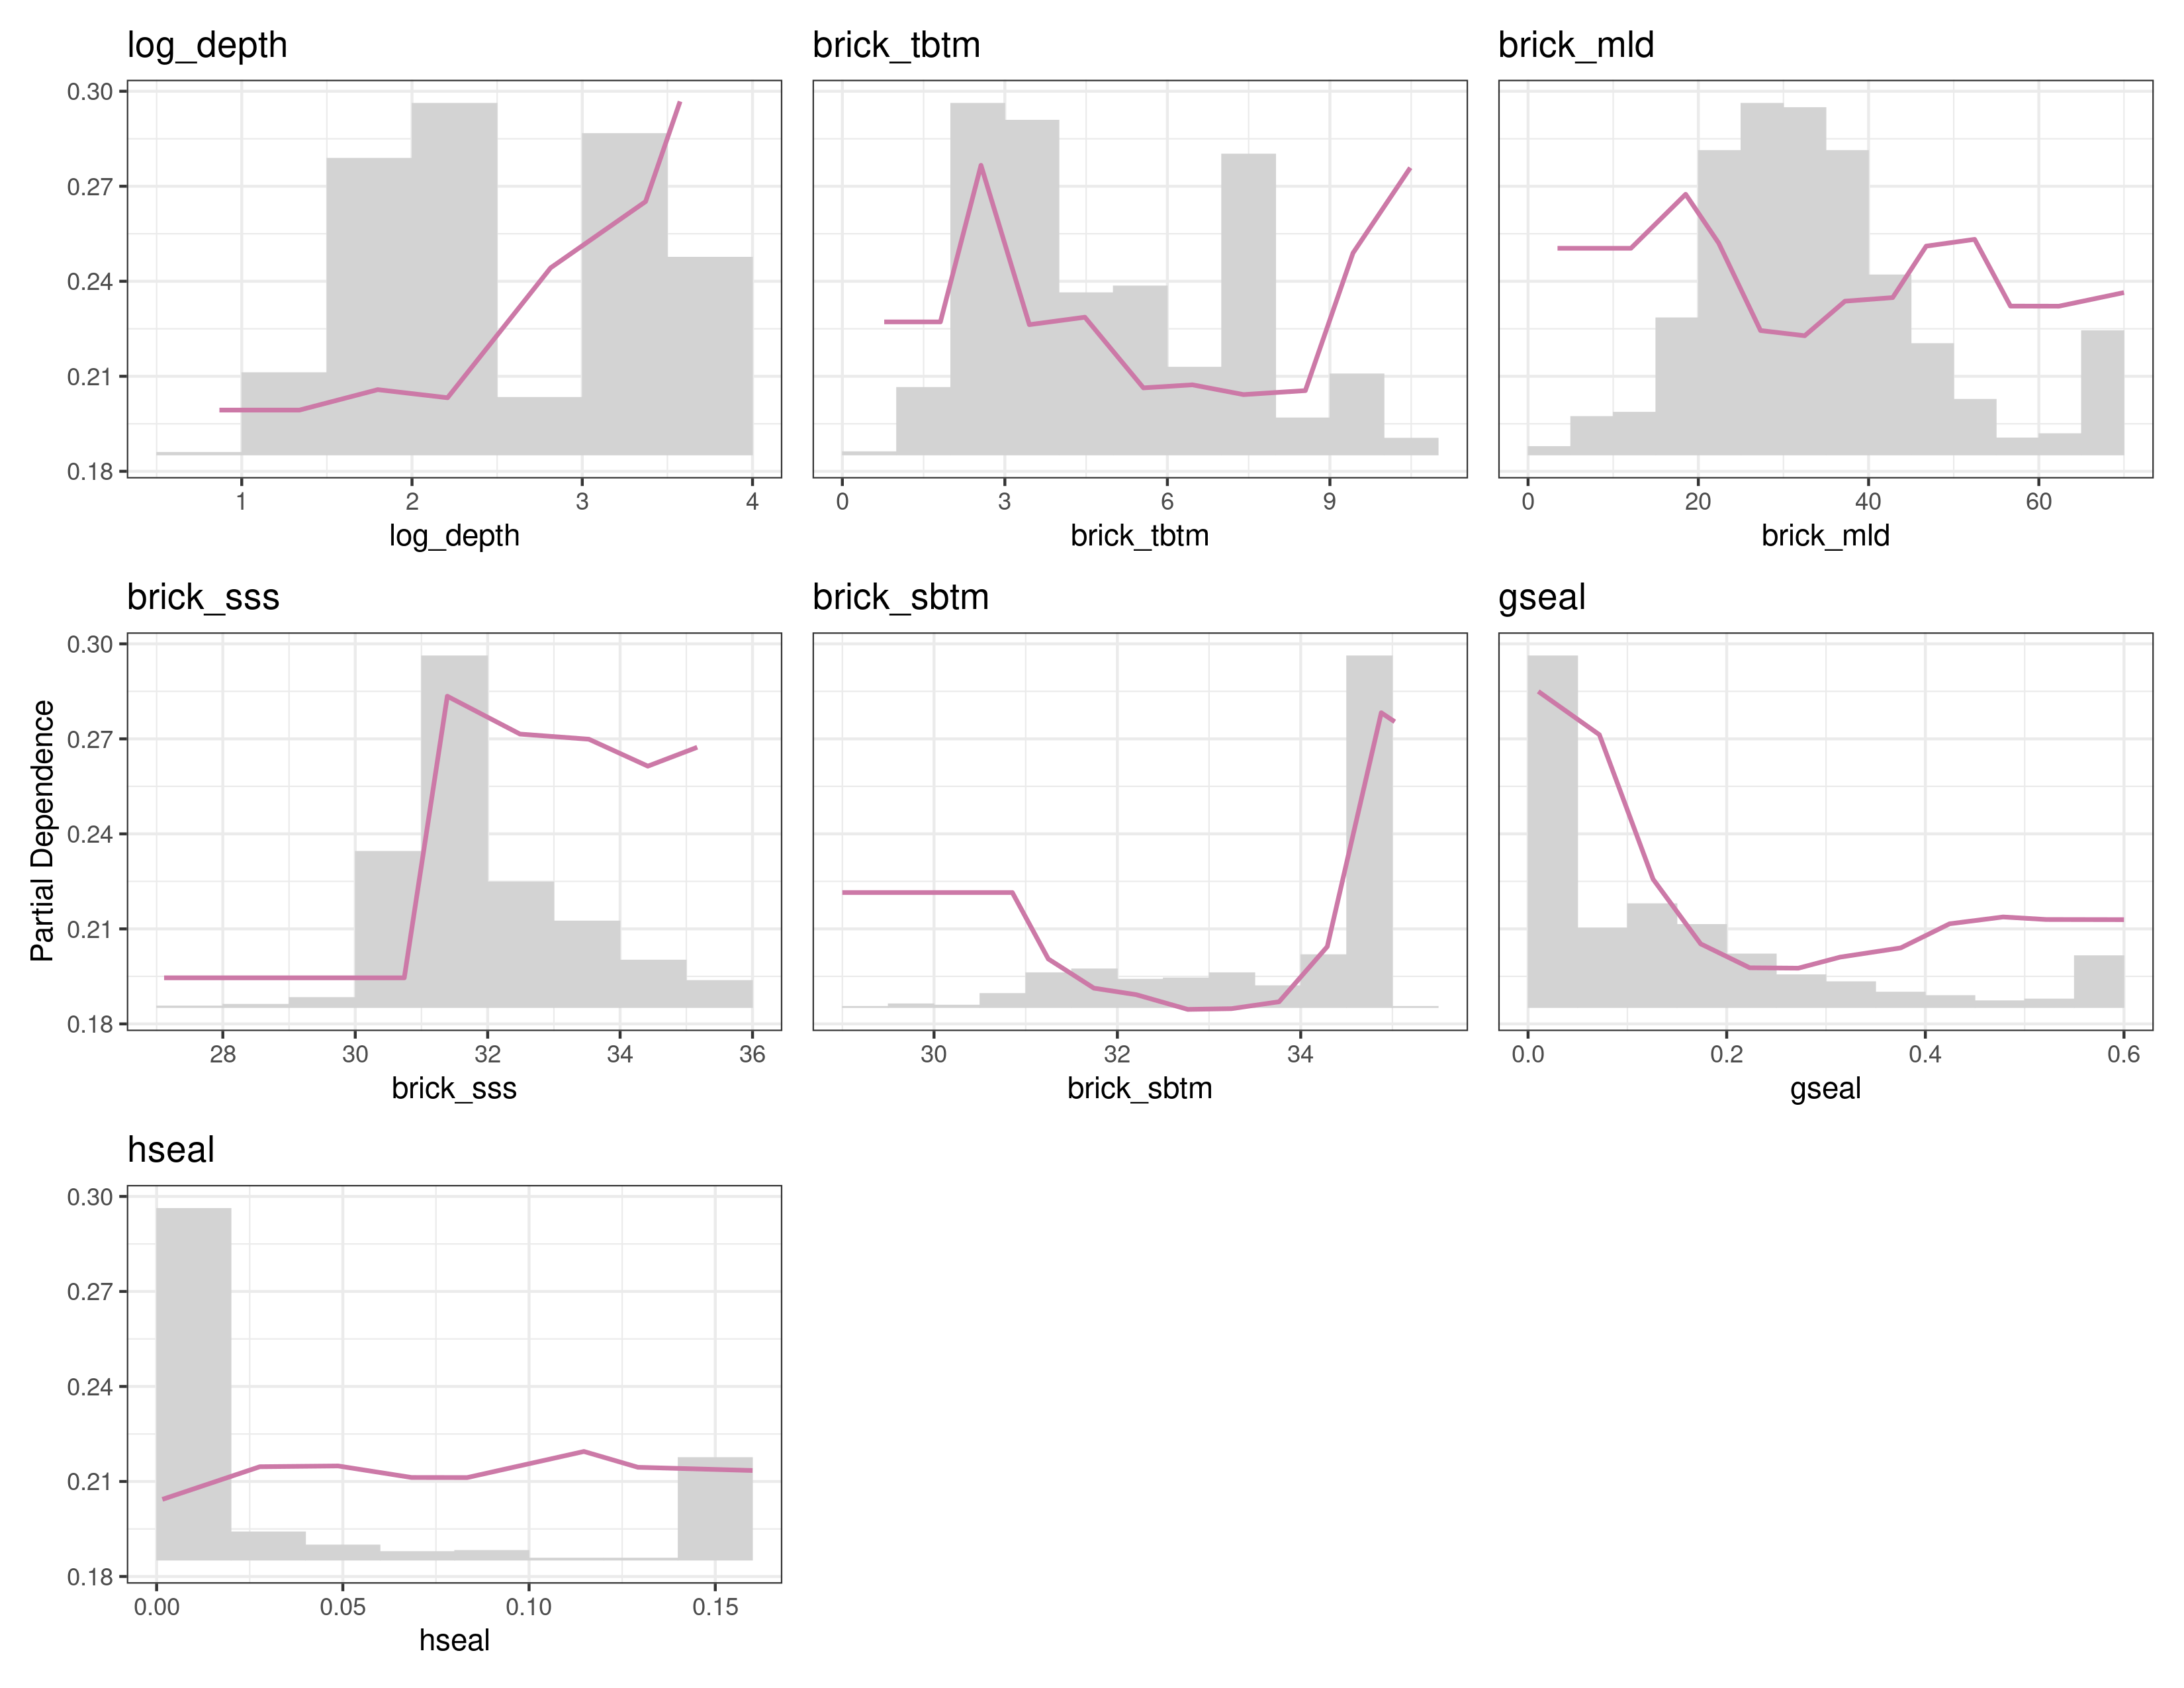 log_depth
brick_tbtm
brick_mld
0.30
0.27
0.24
0.21
0.18
1 2 3 4
0 3 6 9
0 20 40 60
log_depth
brick_tbtm
brick_mld
brick_sss
brick_sbtm
gseal
Partial Dependence
0.30
0.27
0.24
0.21
0.18
28 30 32 34 36
30 32 34
0.0 0.2 0.4 0.6
brick_sss
brick_sbtm
gseal
hseal
0.30
0.27
0.24
0.21
0.18
0.00 0.05 0.10 0.15
hseal